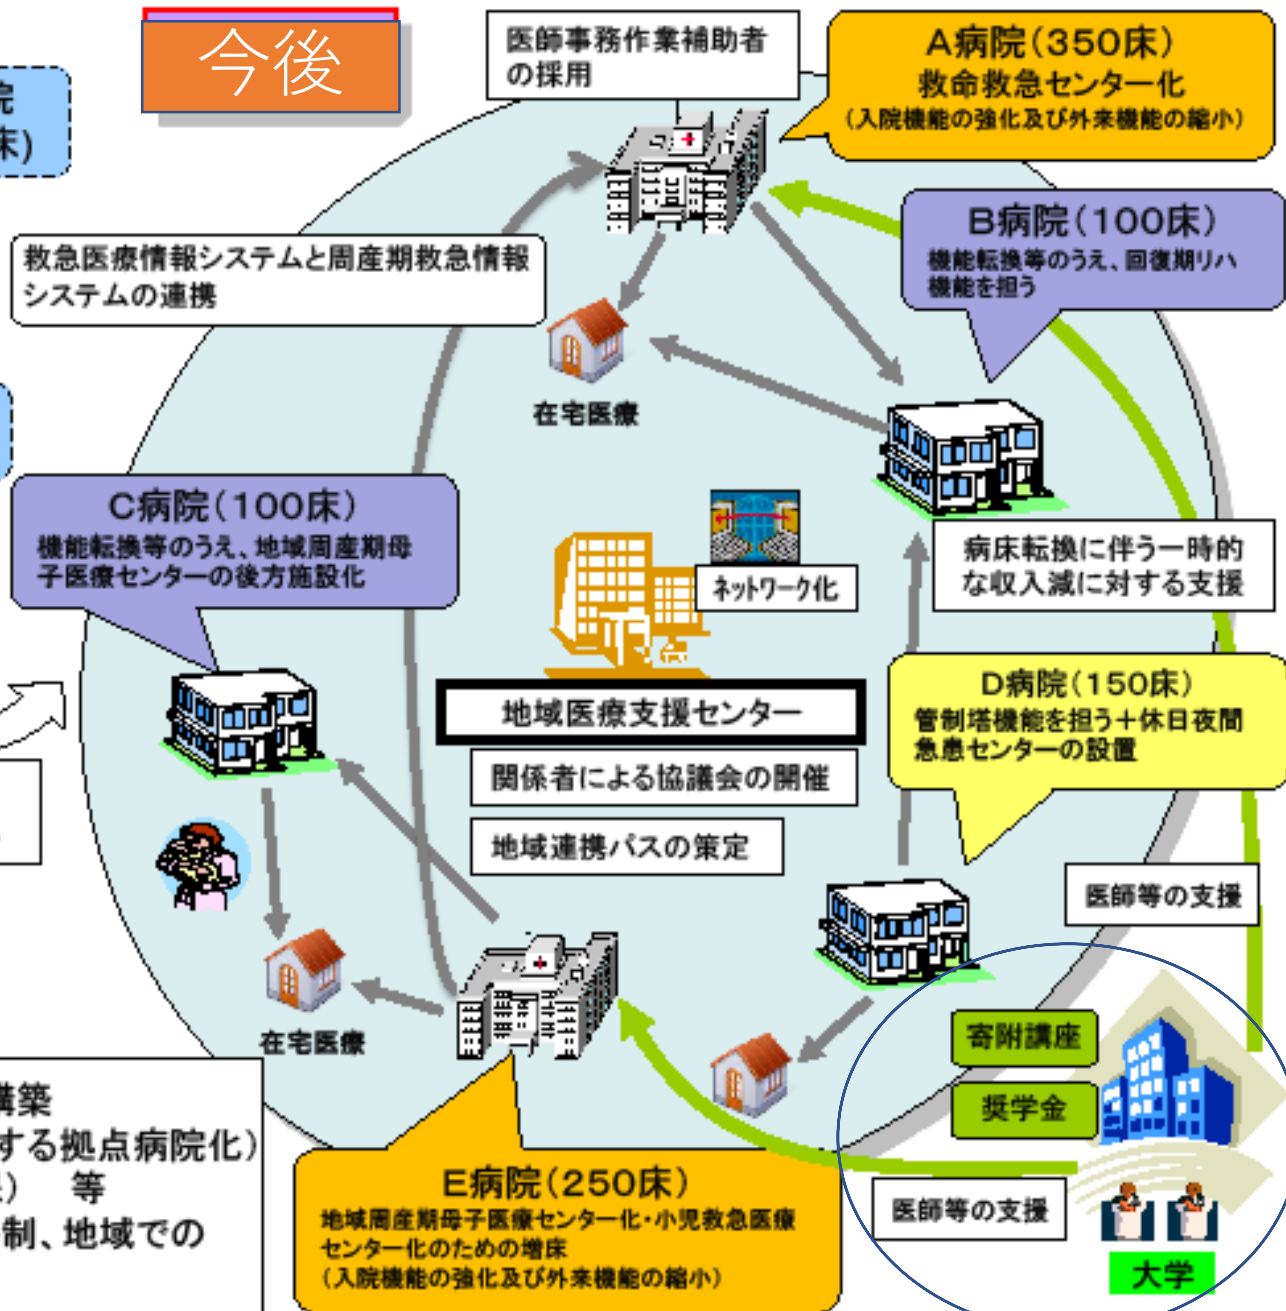 今後
院
床)
医師事務作業補助者
の採用
A病院(350床)
救命救急センター化
(入院機能の強化及び外来機能の縮小)
B病院(100床)
機能転換等のうえ、回復期リハ
機能を担う
救急医療情報システムと周産期救急情報
システムの連携
在宅医療
C病院(100床)
機能転換等のうえ、地域周産期母
子医療センターの後方施設化
ネットワーク化
病床転換に伴う一時的
な収入減に対する支援
地域医療支援センター
関係者による協議会の開催
地域連携パスの策定
D病院(150床)
管制塔機能を担う+休日夜間
急患センターの設置
医師等の支援
在宅医療
寄附講座
奨学金
構築
する拠点病院化)
) 等
制、地域での
E病院(250床)
地域周産期母子医療センター化・小児救急医療
センター化のための増床
(入院機能の強化及び外来機能の縮小)
医師等の支援
大学